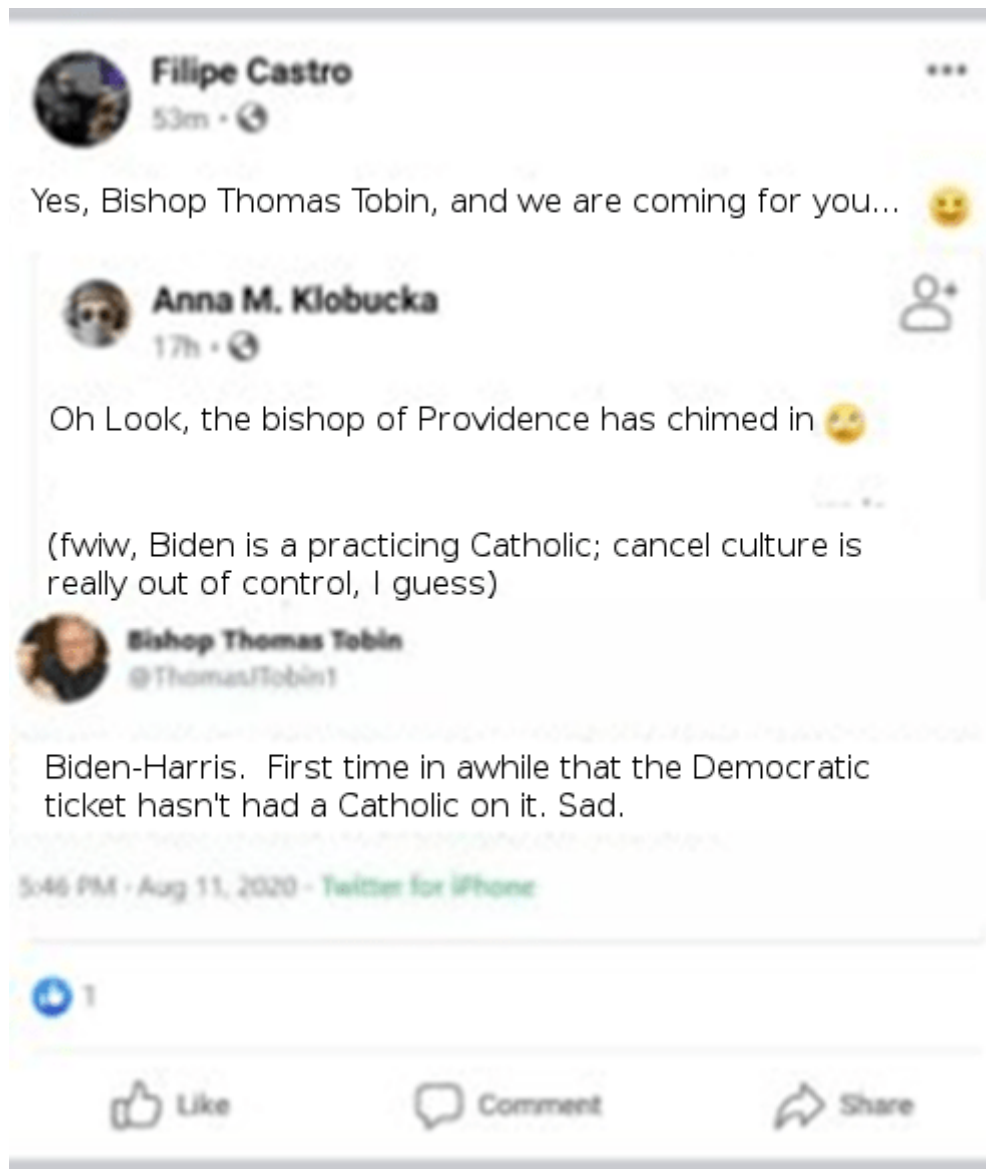 Filipe Castro
53m ·
Yes, Bishop Thomas Tobin, and we are coming for you...
Anna M. Klobucka
17h ·
Oh Look, the bishop of Providence has chimed in
(fwiw, Biden is a practicing Catholic; cancel culture is
really out of control, I guess)
Bishop Thomas Tobin
@ThomasJTobin1
Biden-Harris. First time in awhile that the Democratic
ticket hasn't had a Catholic on it. Sad.
5:46 PM · Aug 11, 2020 · Twitter for iPhone
1
Like Comment Share